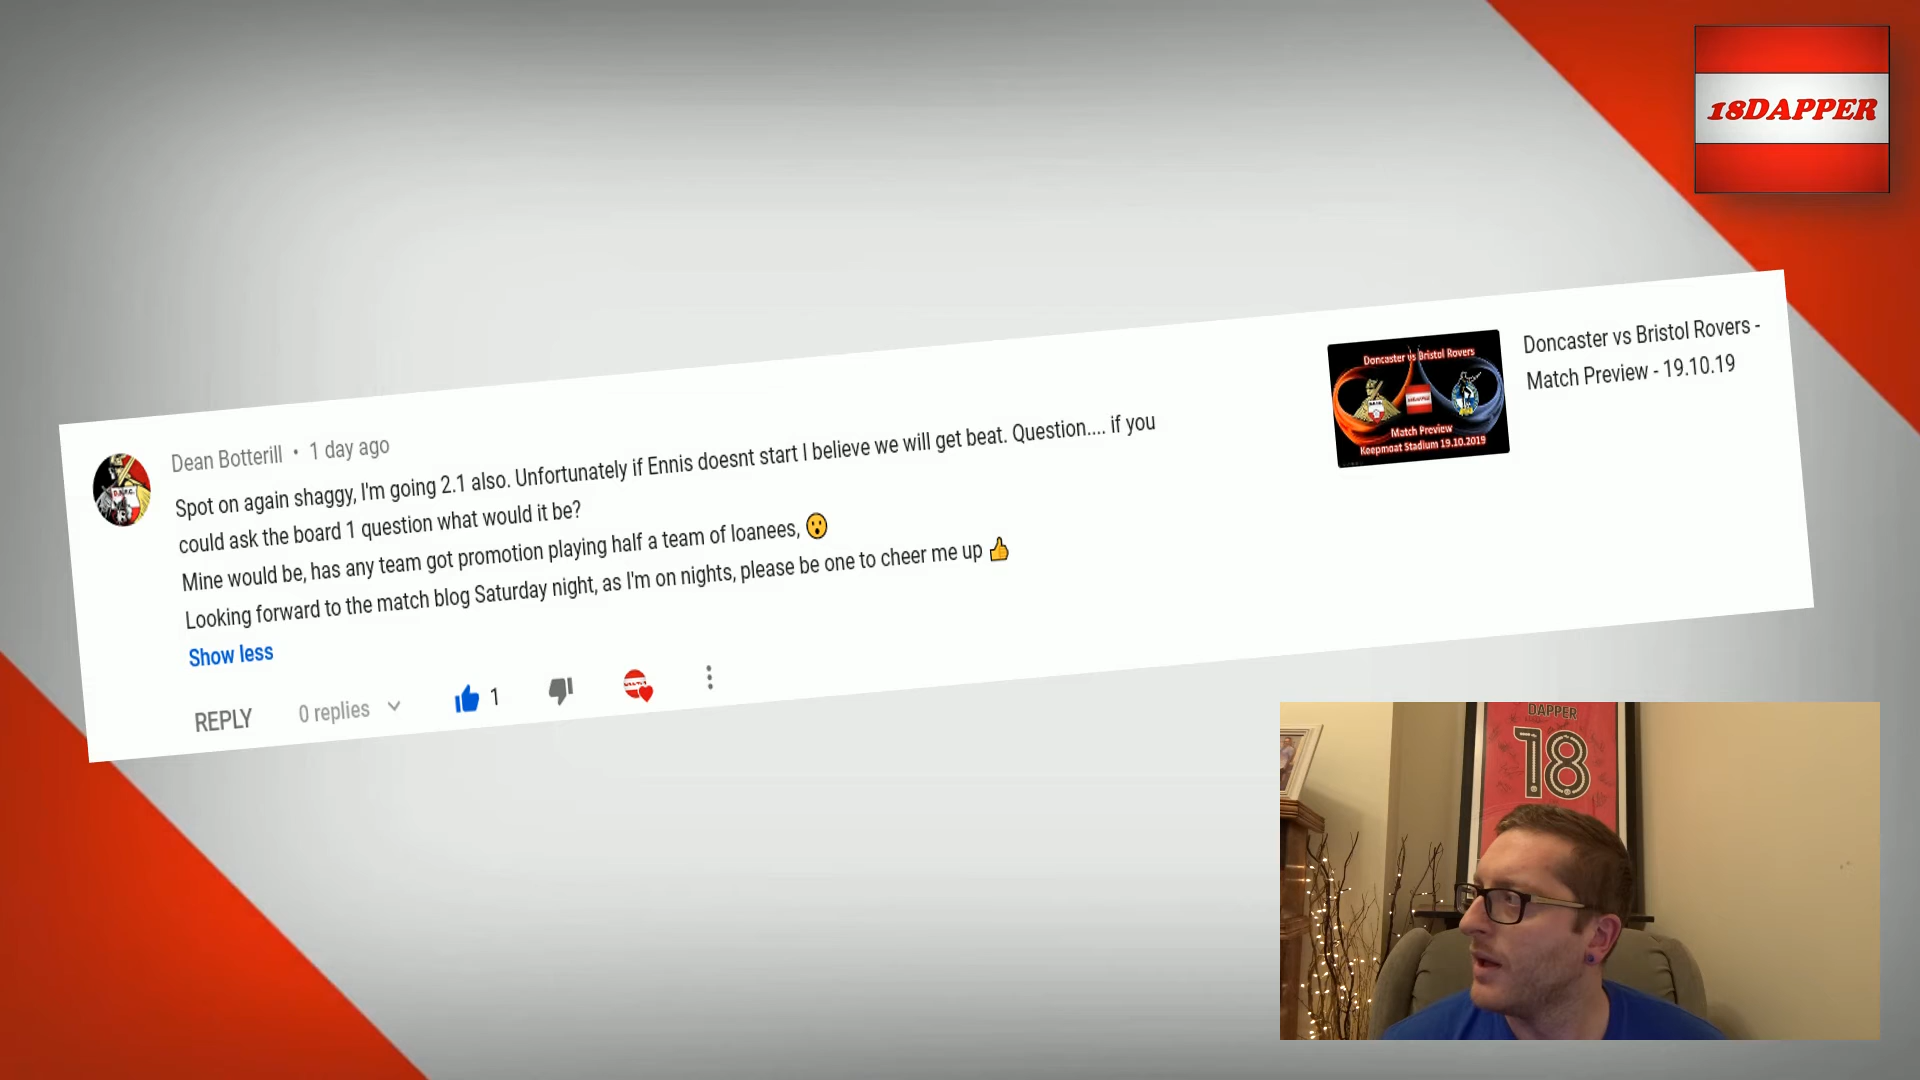 18DAPPER
Doncaster vs Bristol Rovers -
Match Preview - 19.10.19
Doncaster vs Bristol Rovers
Match Preview
Keepmoat Stadium 19.10.2019
Dean Botterill • 1 day ago
Spot on again shaggy, I'm going 2.1 also. Unfortunately if Ennis doesnt start I believe we will get beat. Question.... if you
could ask the board 1 question what would it be?
Mine would be, has any team got promotion playing half a team of loanees, 😮
Looking forward to the match blog Saturday night, as I'm on nights, please be one to cheer me up 👍
Show less
REPLY 0 replies 1
DAPPER
18